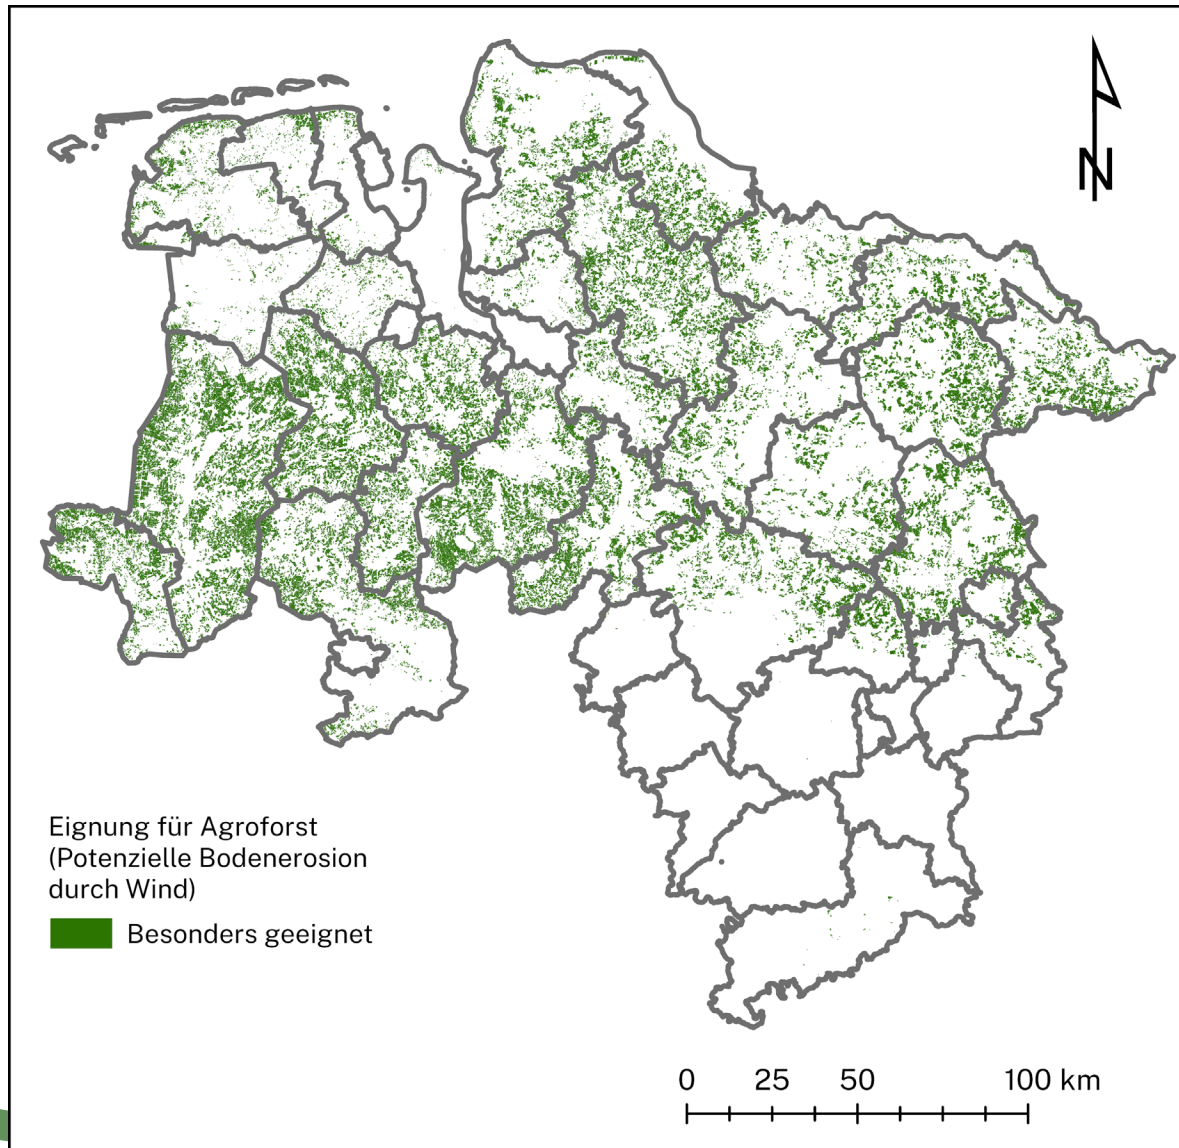 N
Eignung für Agroforst
(Potenzielle Bodenerosion
durch Wind)
Besonders geeignet
0 25 50 100 km